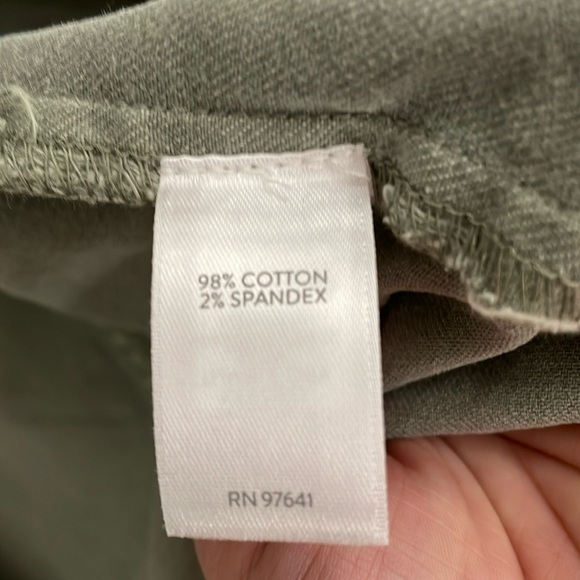 98% COTTON
2% SPANDEX
RN 97641